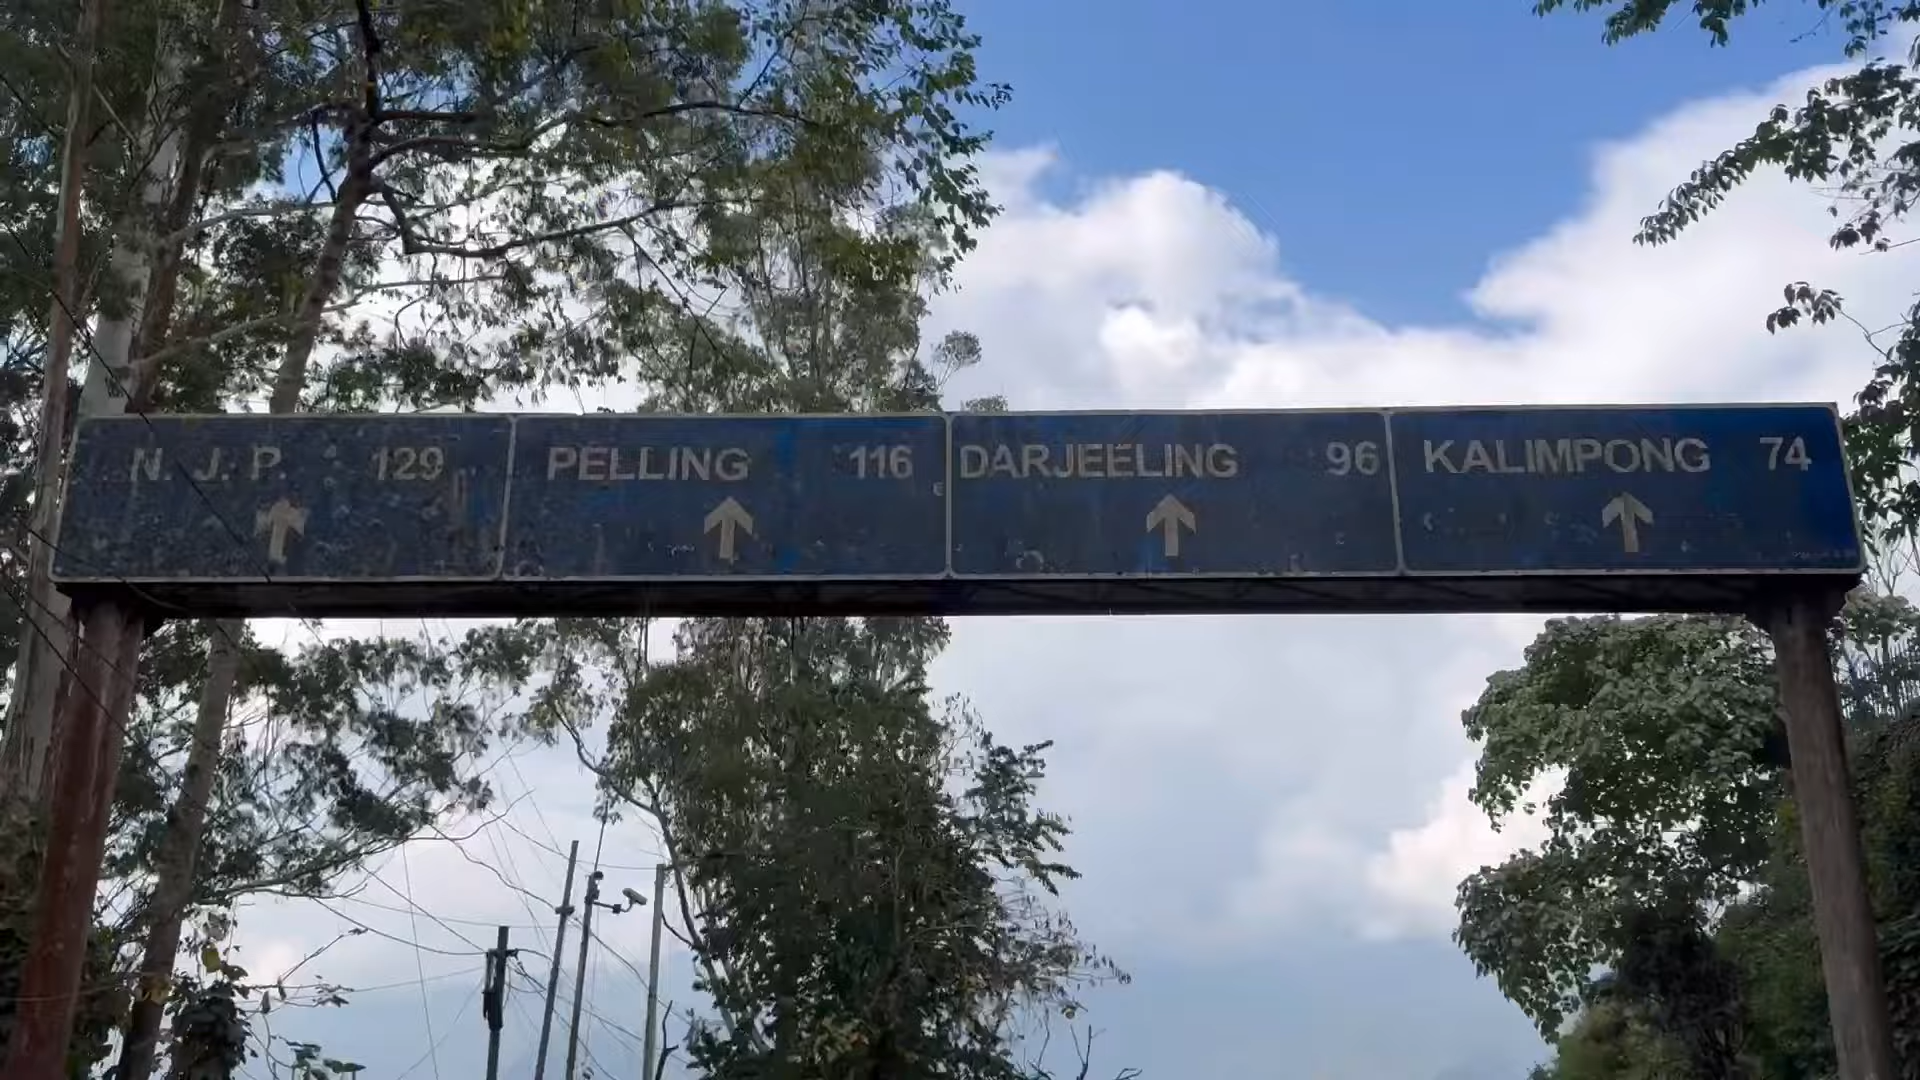 N. J. P. 129
PELLING 116
DARJEELING 96
KALIMPONG 74